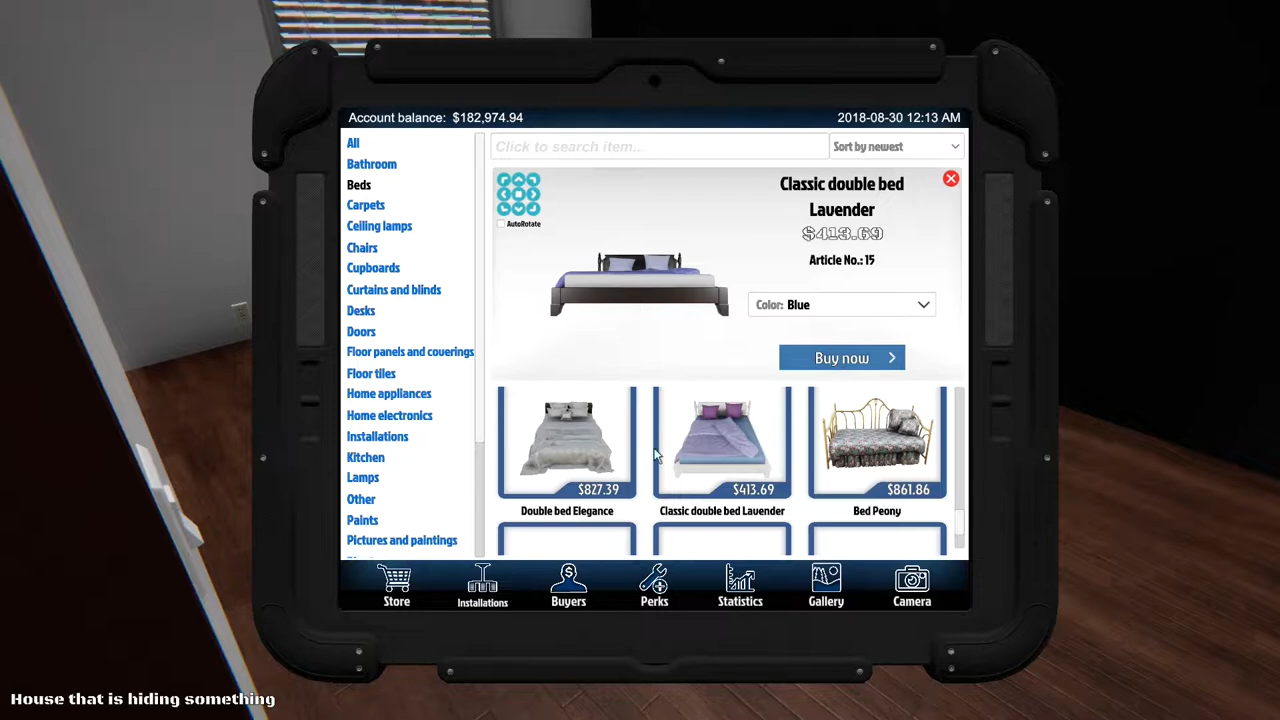 Account balance: $182,974.94
2018-08-30 12:13 AM
All
Bathroom
Beds
Carpets
Ceiling lamps
Chairs
Cupboards
Curtains and blinds
Desks
Doors
Floor panels and coverings
Floor tiles
Home appliances
Home electronics
Installations
Kitchen
Lamps
Other
Paints
Pictures and paintings
Click to search item...
Sort by newest
AutoRotate
Classic double bed
Lavender
$413.69
Article No.: 15
Color: Blue
Buy now
$827.39
$413.69
$861.86
Double bed Elegance
Classic double bed Lavender
Bed Peony
Store
Installations
Buyers
Perks
Statistics
Gallery
Camera
House that is hiding something